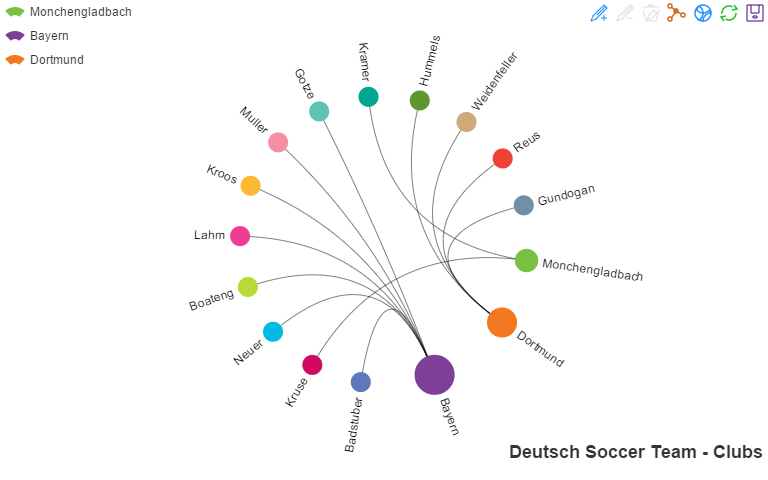 Monchengladbach
Bayern
Dortmund
Kramer
Hummels
Weidenfeller
Gotze
Muller
Reus
Kroos
Gundogan
Lahm
Monchengladbach
Boateng
Neuer
Dortmund
Kruse
Badstuber
Bayern
Deutsch Soccer Team - Clubs